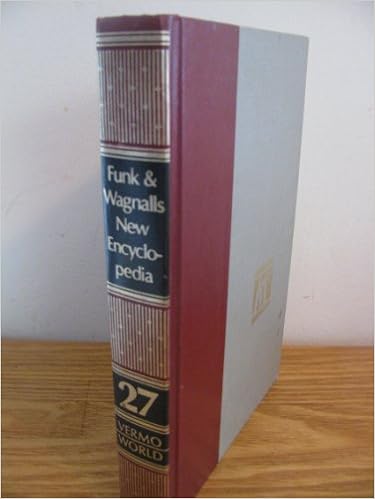 Funk &
Wagnalls
New
Encyclo-
pedia
27
VERMO
WORLD